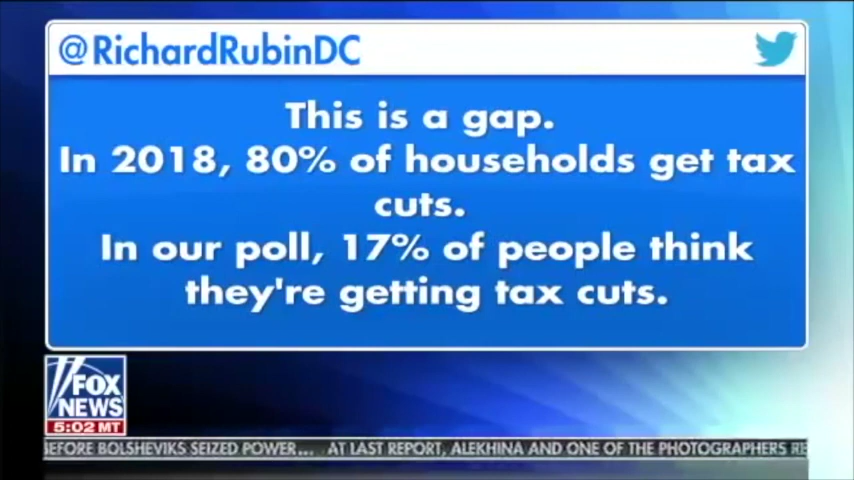 @RichardRubinDC
This is a gap.
In 2018, 80% of households get tax
cuts.
In our poll, 17% of people think
they're getting tax cuts.
FOX
NEWS
5:02 MT
BEFORE BOLSHEVIKS SEIZED POWER... AT LAST REPORT, ALEKHINA AND ONE OF THE PHOTOGRAPHERS